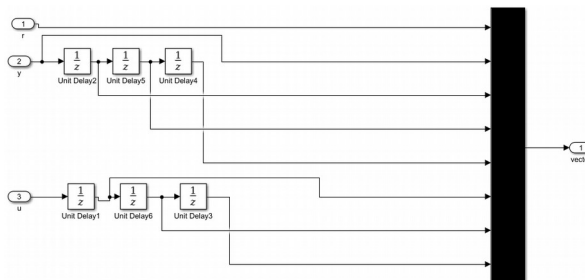 1
r
2
y
1
z
Unit Delay2
1
z
Unit Delay5
1
z
Unit Delay4
1
vecto
3
u
1
z
Unit Delay1
1
z
Unit Delay6
1
z
Unit Delay3